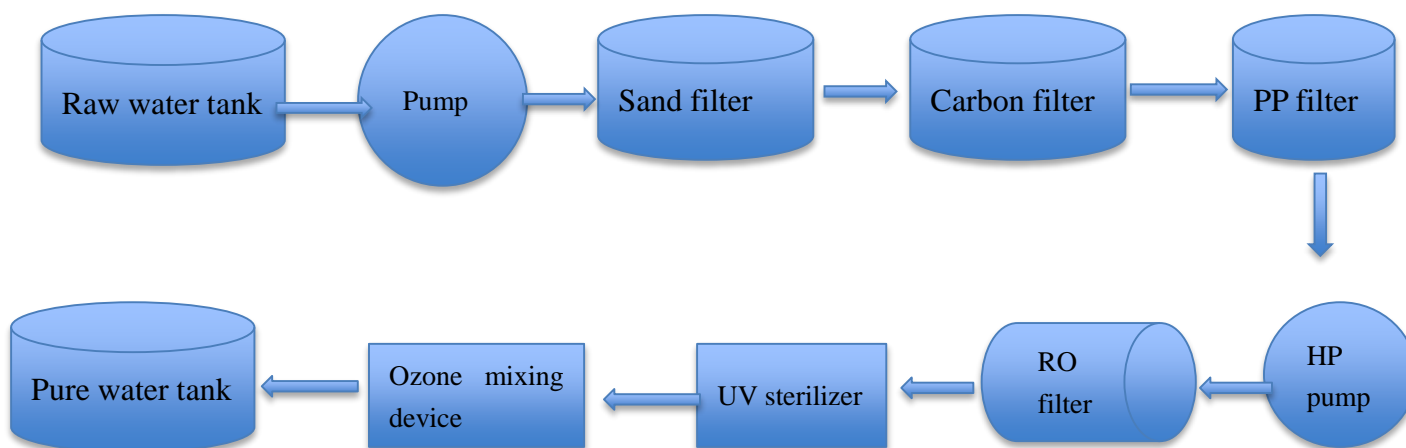 Raw water tank
Pump
Sand filter
Carbon filter
PP filter
HP
pump
RO
filter
UV sterilizer
Ozone mixing
device
Pure water tank